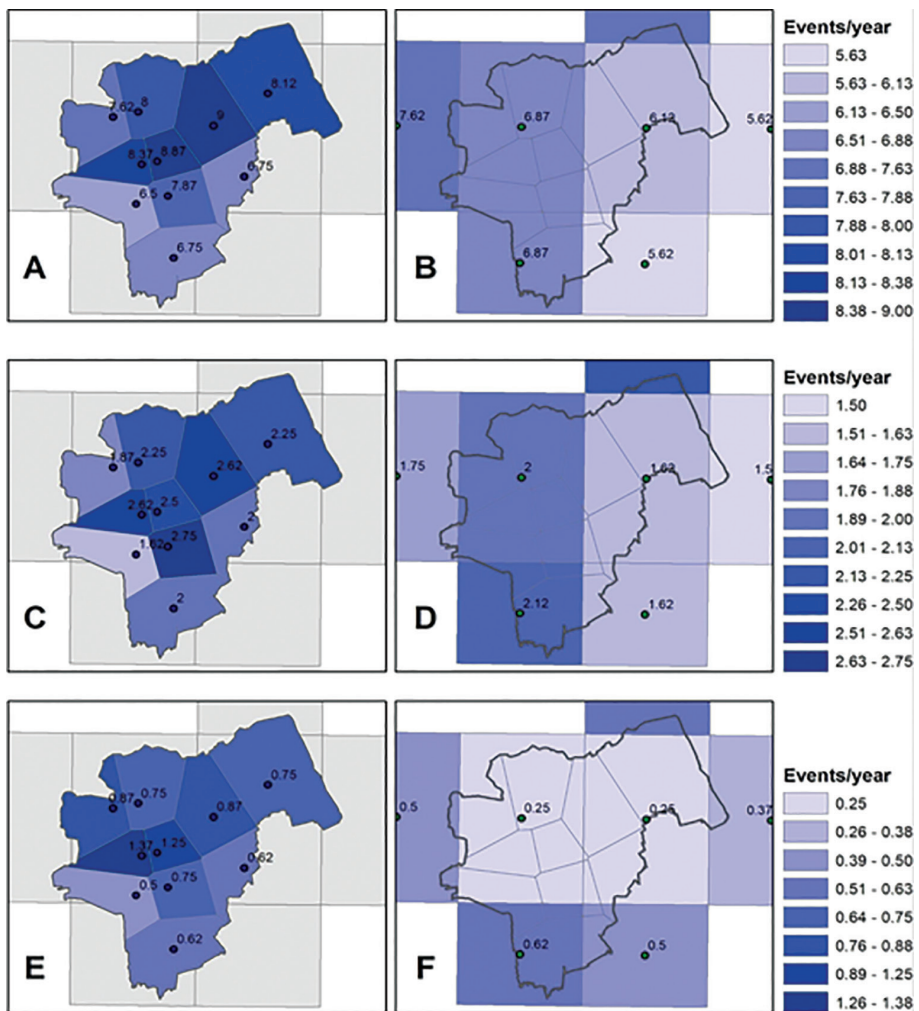 Events/year
8.12
7.62
8
9
8.37
8.87
6.75
6.5
7.87
6.75
A
7.62
6.87
6.12
5.62
6.87
5.62
B
5.63
5.63 - 6.13
6.13 - 6.50
6.51 - 6.88
6.88 - 7.63
7.63 - 7.88
7.88 - 8.00
8.01 - 8.13
8.13 - 8.38
8.38 - 9.00
Events/year
1.87
2.25
2.62
2.25
2.62
2.5
2
1.62
2.75
2
C
1.75
2
1.62
1.5
2.12
1.62
D
1.50
1.51 - 1.63
1.64 - 1.75
1.76 - 1.88
1.89 - 2.00
2.01 - 2.13
2.13 - 2.25
2.26 - 2.50
2.51 - 2.63
2.63 - 2.75
0.87
0.75
0.87
0.75
1.37
1.25
0.62
0.5
0.75
0.62
E
0.5
0.25
0.25
0.37
0.62
0.5
F
Events/year
0.25
0.26 - 0.38
0.39 - 0.50
0.51 - 0.63
0.64 - 0.75
0.76 - 0.88
0.89 - 1.25
1.26 - 1.38